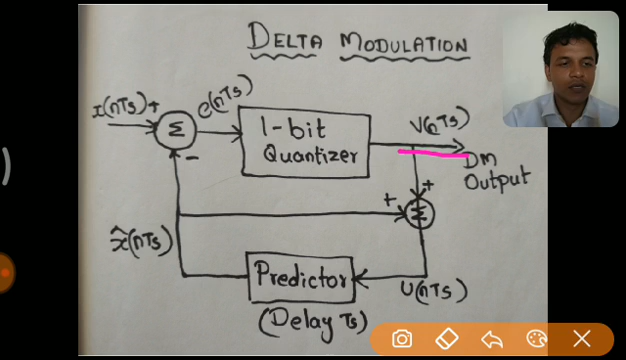 DELTA MODULATION
x(nTs) +
Σ
e(nTs)
1-bit
Quantizer
V(nTs)
DM
Output
-
+
+
Σ
x̂(nTs)
Predictor
(Delay Ts)
U(nTs)